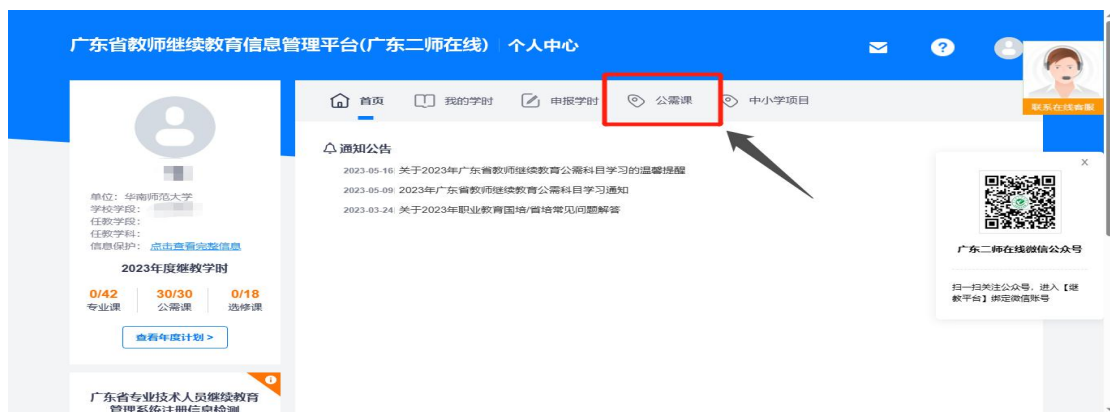 广东省教师继续教育信息管理平台(广东二师在线) 个人中心
联系在线客服
首页 我的学时 申报学时 公需课 中小学项目
通知公告
2023-05-16 关于2023年广东省教师继续教育公需科目学习的温馨提醒
2023-05-09 2023年广东省教师继续教育公需科目学习通知
2023-03-24 关于2023年职业教育国培/省培常见问题解答
单位：华南师范大学
学校学段：
任教学段：
任教学科：
信息保护：点击查看完整信息
2023年度继教学时
0/42 30/30 0/18
专业课 公需课 选修课
查看年度计划 >
广东省专业技术人员继续教育
管理系统注册信息检测
X
广东二师在线微信公众号
扫一扫关注公众号，进入【继
教平台】绑定微信账号